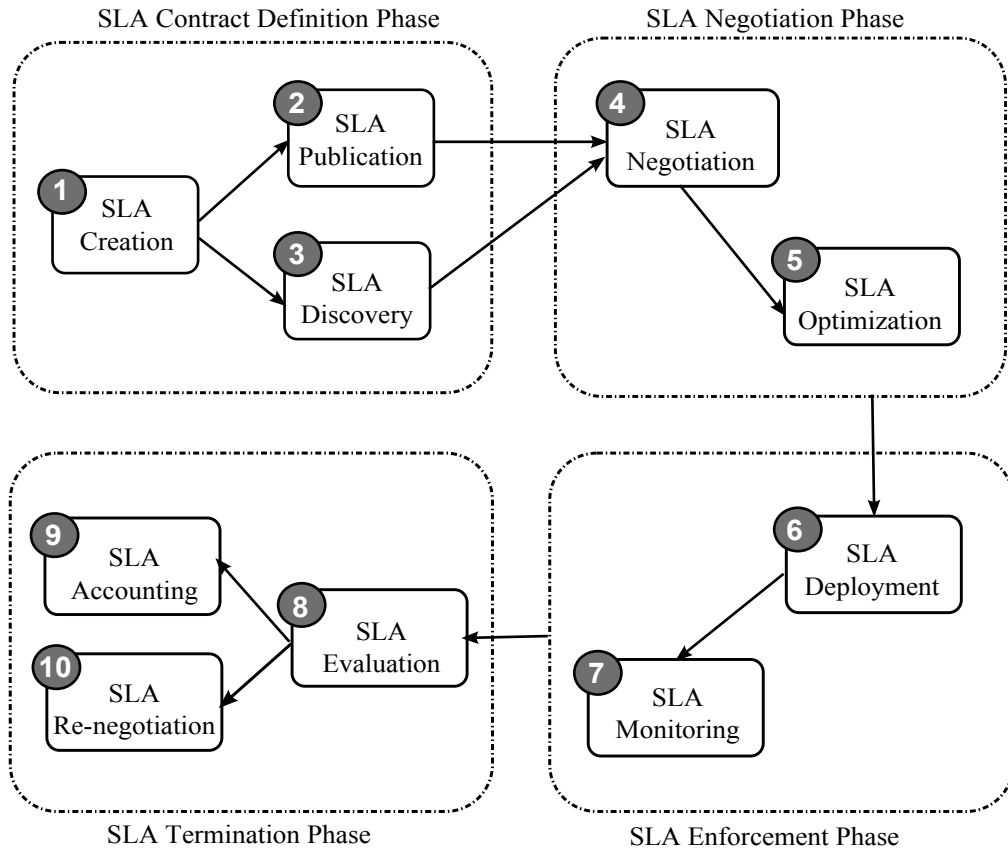 SLA Contract Definition Phase
1
SLA
Creation
2
SLA
Publication
3
SLA
Discovery
SLA Negotiation Phase
4
SLA
Negotiation
5
SLA
Optimization
6
SLA
Deployment
7
SLA
Monitoring
SLA Enforcement Phase
8
SLA
Evaluation
9
SLA
Accounting
10
SLA
Re-negotiation
SLA Termination Phase